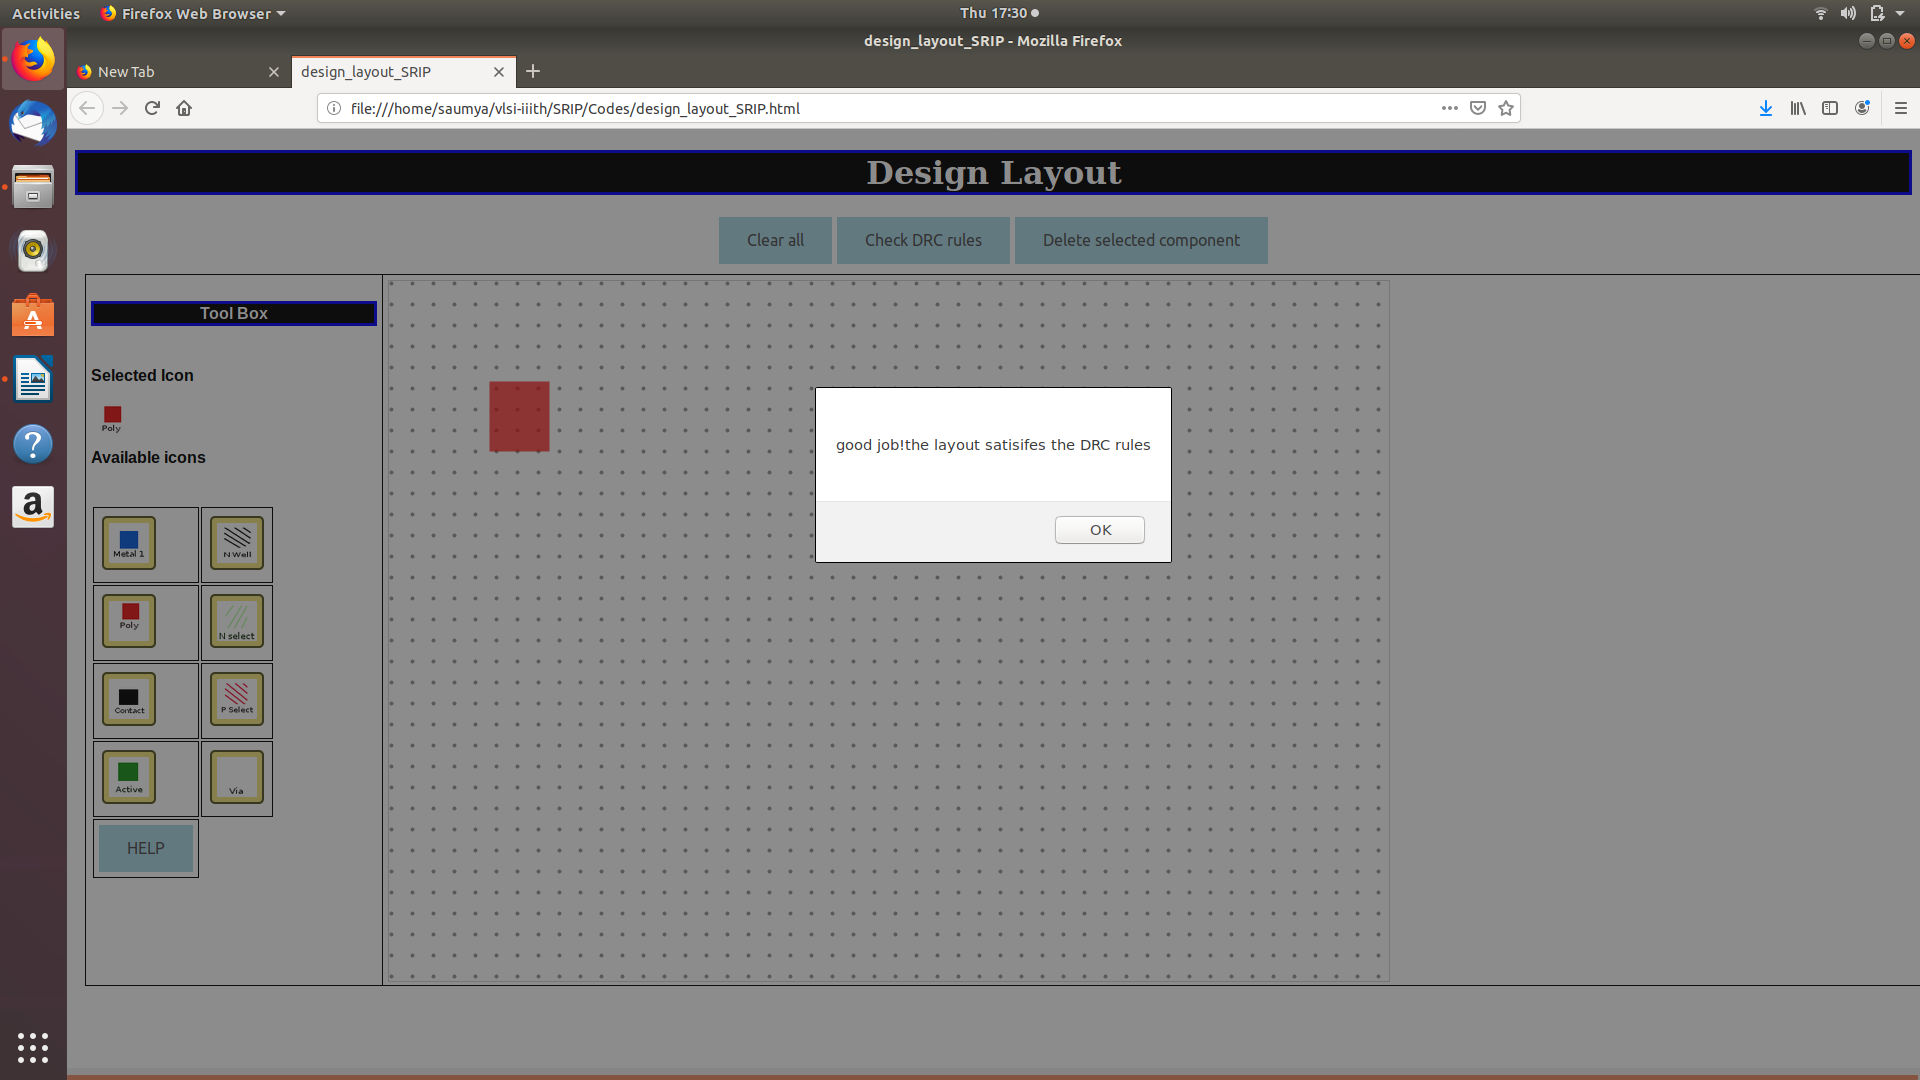 Activities Firefox Web Browser Thu 17:30
design_layout_SRIP - Mozilla Firefox
New Tab design_layout_SRIP
file:///home/saumya/vlsi-iiith/SRIP/Codes/design_layout_SRIP.html
Design Layout
Clear all Check DRC rules Delete selected component
Tool Box
Selected Icon
Poly
Available icons
Metal 1 N Well
Poly N select
Contact P Select
Active Via
HELP
good job!the layout satisifes the DRC rules
OK